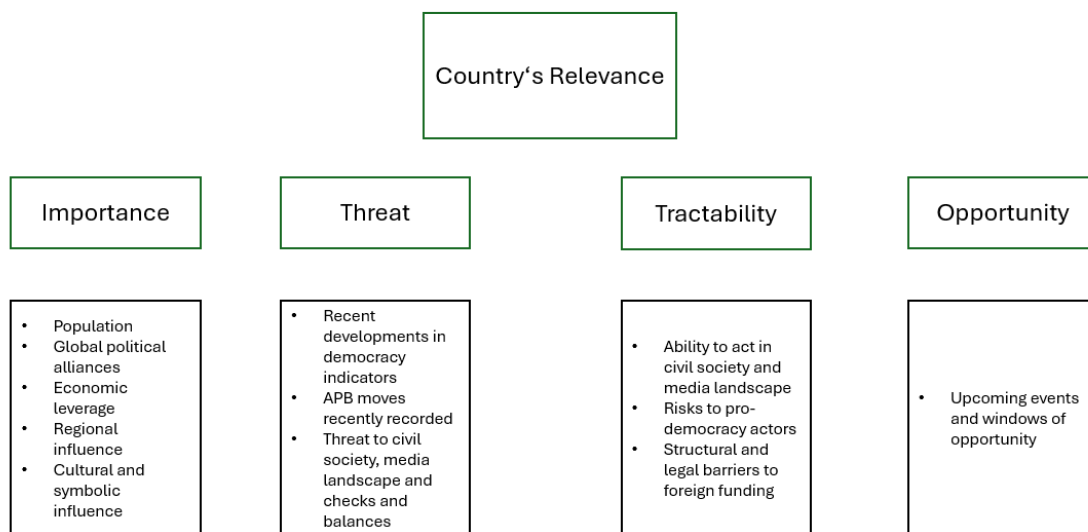 Country‘s Relevance
Importance
Threat
Tractability
Opportunity
• Population
• Global political
alliances
• Economic
leverage
• Regional
influence
• Cultural and
symbolic
influence
• Recent
developments in
democracy
indicators
• APB moves
recently recorded
• Threat to civil
society, media
landscape and
checks and
balances
• Ability to act in
civil society and
media landscape
• Risks to pro-
democracy actors
• Structural and
legal barriers to
foreign funding
• Upcoming events
and windows of
opportunity